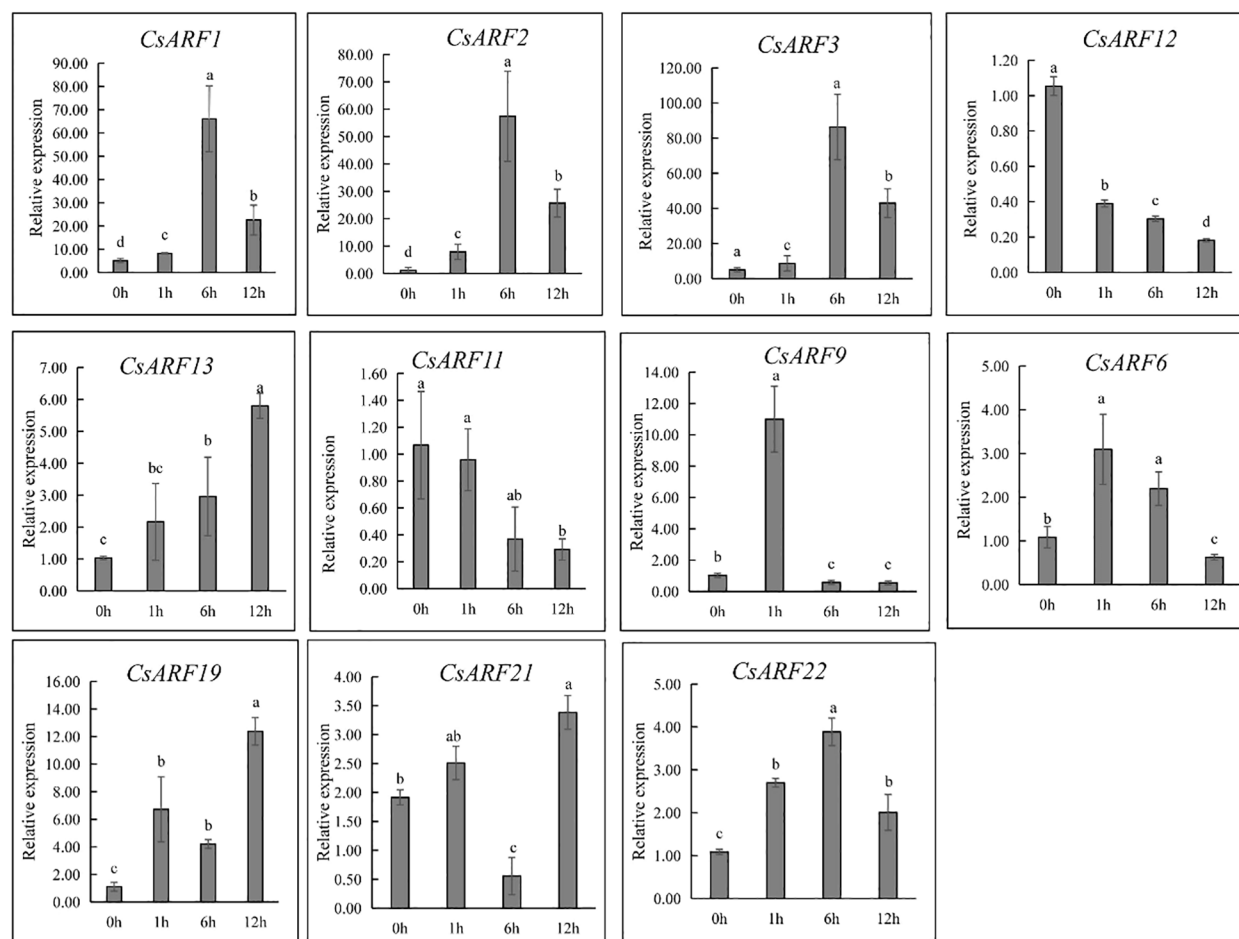 CsARF1
Relative expression
90.00
80.00
70.00
60.00
50.00
40.00
30.00
20.00
10.00
0.00
d
c
a
b
0h 1h 6h 12h
CsARF2
Relative expression
80.00
70.00
60.00
50.00
40.00
30.00
20.00
10.00
0.00
d
c
a
b
0h 1h 6h 12h
CsARF3
Relative expression
120.00
100.00
80.00
60.00
40.00
20.00
0.00
a
c
a
b
0h 1h 6h 12h
CsARF12
Relative expression
1.20
1.00
0.80
0.60
0.40
0.20
0.00
a
b
c
d
0h 1h 6h 12h
CsARF13
Relative expression
7.00
6.00
5.00
4.00
3.00
2.00
1.00
0.00
c
bc
b
a
0h 1h 6h 12h
CsARF11
Relative expression
1.60
1.40
1.20
1.00
0.80
0.60
0.40
0.20
0.00
a
a
ab
b
0h 1h 6h 12h
CsARF9
Relative expression
14.00
12.00
10.00
8.00
6.00
4.00
2.00
0.00
b
a
c
c
0h 1h 6h 12h
CsARF6
Relative expression
5.00
4.00
3.00
2.00
1.00
0.00
b
a
a
c
0h 1h 6h 12h
CsARF19
Relative expression
16.00
14.00
12.00
10.00
8.00
6.00
4.00
2.00
0.00
c
b
b
a
0h 1h 6h 12h
CsARF21
Relative expression
4.00
3.50
3.00
2.50
2.00
1.50
1.00
0.50
0.00
b
ab
c
a
0h 1h 6h 12h
CsARF22
Relative expression
5.00
4.00
3.00
2.00
1.00
0.00
c
b
a
b
0h 1h 6h 12h